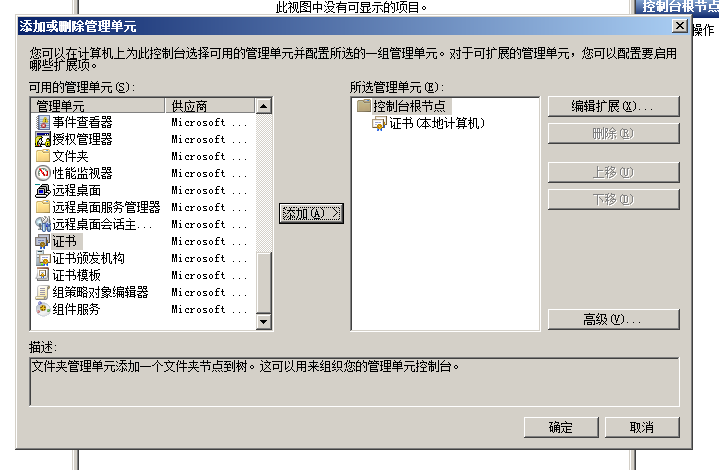 此视图中没有可显示的项目。
控制台根节点
操作
添加或删除管理单元
您可以在计算机上为此控制台选择可用的管理单元并配置所选的一组管理单元。对于可扩展的管理单元，您可以配置要启用
哪些扩展项。
可用的管理单元(S):
管理单元 供应商
事件查看器 Microsoft ...
授权管理器 Microsoft ...
文件夹 Microsoft ...
性能监视器 Microsoft ...
远程桌面 Microsoft ...
远程桌面服务管理器 Microsoft ...
远程桌面会话主... Microsoft ...
证书 Microsoft ...
证书颁发机构 Microsoft ...
证书模板 Microsoft ...
组策略对象编辑器 Microsoft ...
组件服务 Microsoft ...
添加(A) >
所选管理单元(E):
控制台根节点
证书(本地计算机)
编辑扩展(X)...
删除(R)
上移(U)
下移(D)
高级(V)...
描述:
文件夹管理单元添加一个文件夹节点到树。这可以用来组织您的管理单元控制台。
确定
取消